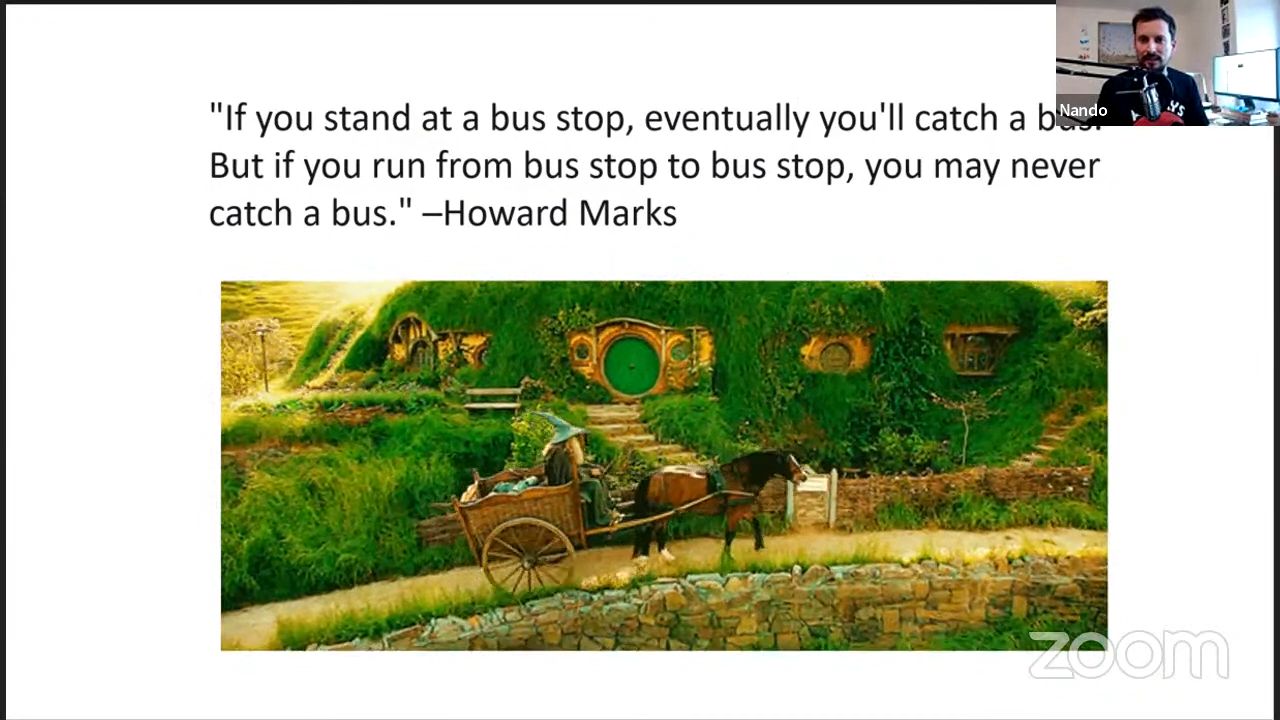 "If you stand at a bus stop, eventually you'll catch a bus.
But if you run from bus stop to bus stop, you may never
catch a bus." –Howard Marks
Nando
zoom